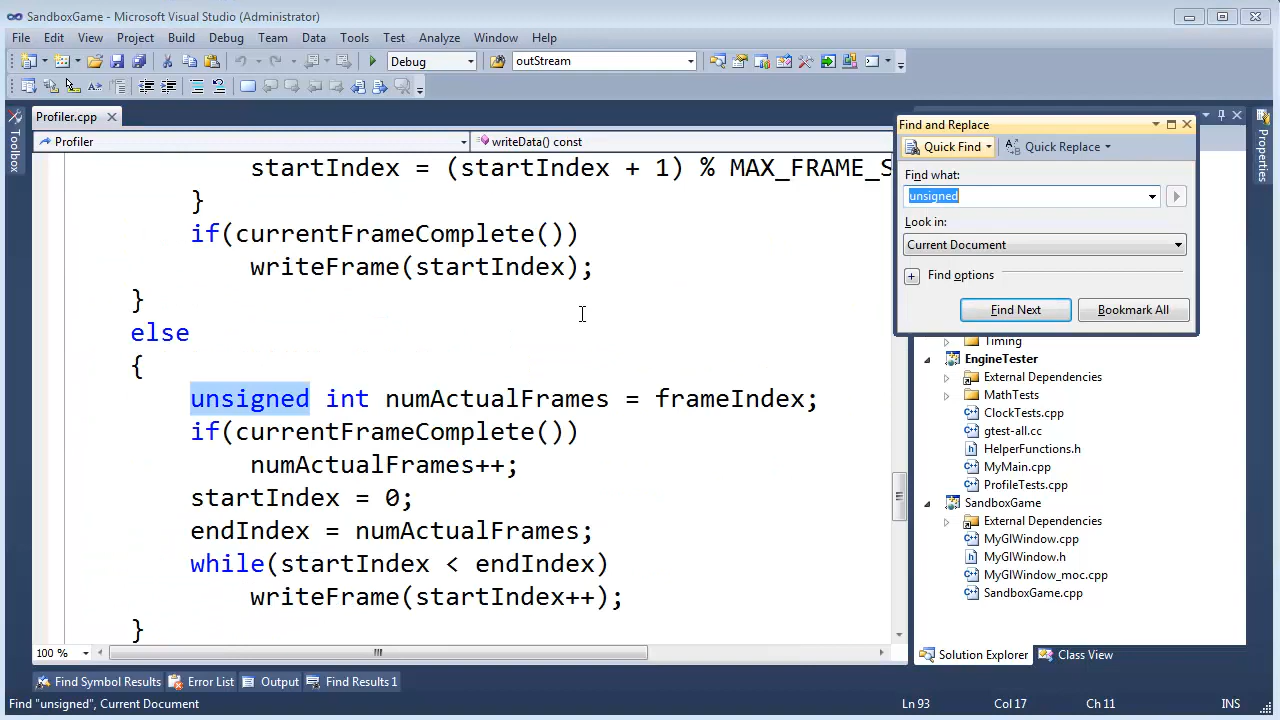 SandboxGame - Microsoft Visual Studio (Administrator)
File Edit View Project Build Debug Team Data Tools Test Analyze Window Help
Debug outStream
Profiler.cpp
Toolbox
Profiler writeData() const
startIndex = (startIndex + 1) % MAX_FRAME_S
}
if(currentFrameComplete())
writeFrame(startIndex);
}
else
{
unsigned int numActualFrames = frameIndex;
if(currentFrameComplete())
numActualFrames++;
startIndex = 0;
endIndex = numActualFrames;
while(startIndex < endIndex)
writeFrame(startIndex++);
}
100 %
Find and Replace
Quick Find Quick Replace
Find what:
unsigned
Look in:
Current Document
Find options
Find Next Bookmark All
Properties
Timing
EngineTester
External Dependencies
MathTests
ClockTests.cpp
gtest-all.cc
HelperFunctions.h
MyMain.cpp
ProfileTests.cpp
SandboxGame
External Dependencies
MyGlWindow.cpp
MyGlWindow.h
MyGlWindow_moc.cpp
SandboxGame.cpp
Solution Explorer Class View
Find Symbol Results Error List Output Find Results 1
Find "unsigned", Current Document Ln 93 Col 17 Ch 11 INS